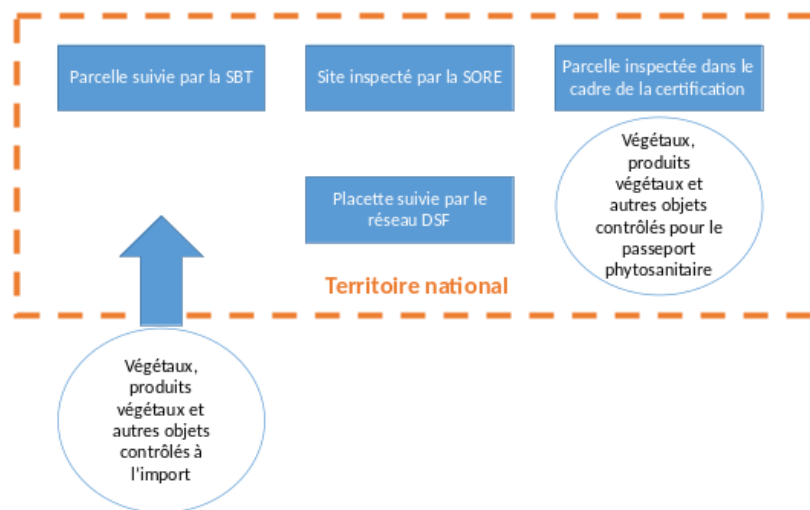 Parcelle suivie par la SBT
Site inspecté par la SORE
Parcelle inspectée dans le
cadre de la certification
Végétaux,
produits
végétaux et
autres objets
contrôlés pour le
passeport
phytosanitaire
Placette suivie par le
réseau DSF
Territoire national
Végétaux,
produits
végétaux et
autres objets
contrôlés à
l'import